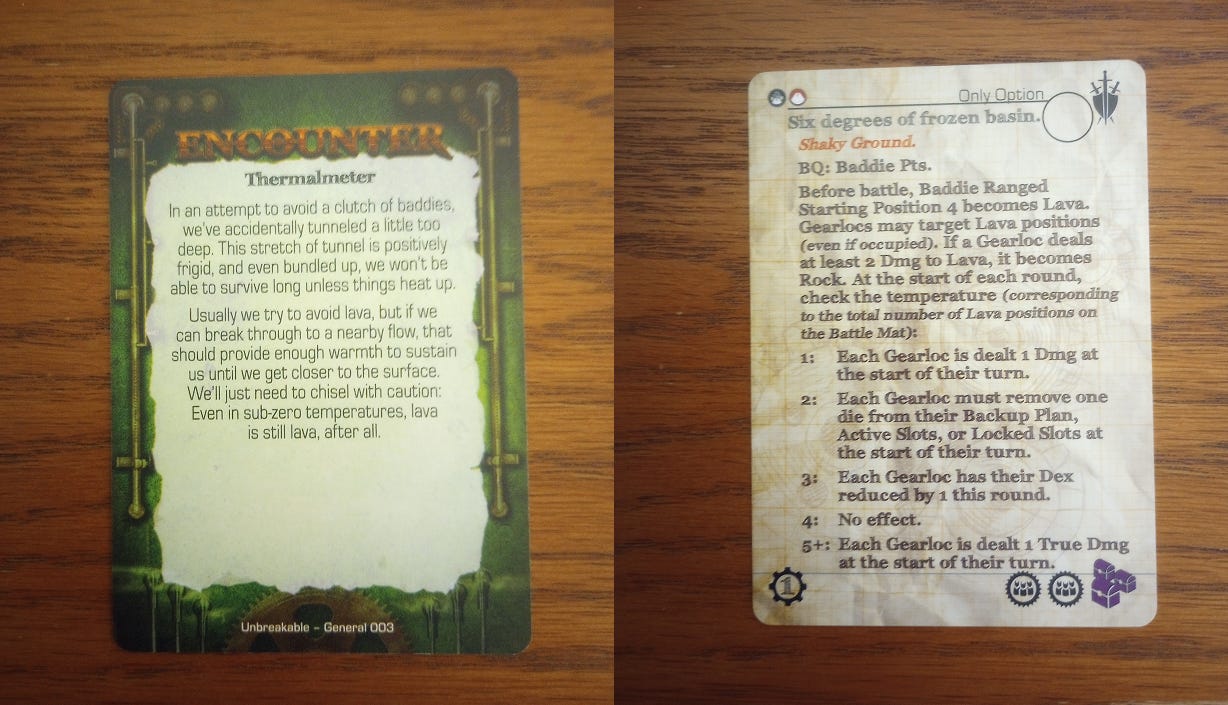 ENCOUNTER
Thermalmeter
In an attempt to avoid a clutch of baddies,
we've accidentally tunneled a little too
deep. This stretch of tunnel is positively
frigid, and even bundled up, we won't be
able to survive long unless things heat up.
Usually we try to avoid lava, but if we
can break through to a nearby flow, that
should provide enough warmth to sustain
us until we get closer to the surface.
We'll just need to chisel with caution:
Even in sub-zero temperatures, lava
is still lava, after all.
Unbreakable – General 003
Only Option
Six degrees of frozen basin.
Shaky Ground.
BQ: Baddie Pts.
Before battle, Baddie Ranged
Starting Position 4 becomes Lava.
Gearlocs may target Lava positions
(even if occupied). If a Gearloc deals
at least 2 Dmg to Lava, it becomes
Rock. At the start of each round,
check the temperature (corresponding
to the total number of Lava positions on
the Battle Mat):
1: Each Gearloc is dealt 1 Dmg at
the start of their turn.
2: Each Gearloc must remove one
die from their Backup Plan,
Active Slots, or Locked Slots at
the start of their turn.
3: Each Gearloc has their Dex
reduced by 1 this round.
4: No effect.
5+: Each Gearloc is dealt 1 True Dmg
at the start of their turn.
1